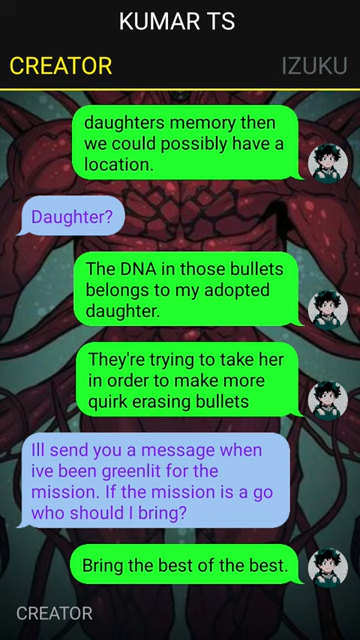 KUMAR TS
CREATOR
IZUKU
daughters memory then
we could possibly have a
location.
Daughter?
The DNA in those bullets
belongs to my adopted
daughter.
They're trying to take her
in order to make more
quirk erasing bullets
Ill send you a message when
ive been greenlit for the
mission. If the mission is a go
who should I bring?
Bring the best of the best.
CREATOR